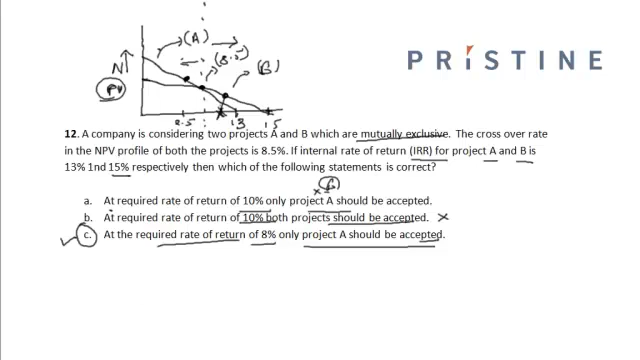 (A)
N
(8.5)
(B)
PV
8.5
13
15
PRISTINE
12. A company is considering two projects A and B which are mutually exclusive. The cross over rate
in the NPV profile of both the projects is 8.5%. If internal rate of return (IRR) for project A and B is
13% 1nd 15% respectively then which of the following statements is correct?
a. At required rate of return of 10% only project A should be accepted.
b. At required rate of return of 10% both projects should be accepted.
c. At the required rate of return of 8% only project A should be accepted.